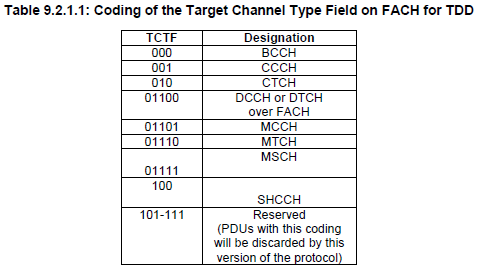 Table 9.2.1.1: Coding of the Target Channel Type Field on FACH for TDD
TCTF Designation
000 BCCH
001 CCCH
010 CTCH
01100 DCCH or DTCH
over FACH
01101 MCCH
01110 MTCH
MSCH
01111
100
SHCCH
101-111 Reserved
(PDUs with this coding
will be discarded by this
version of the protocol)